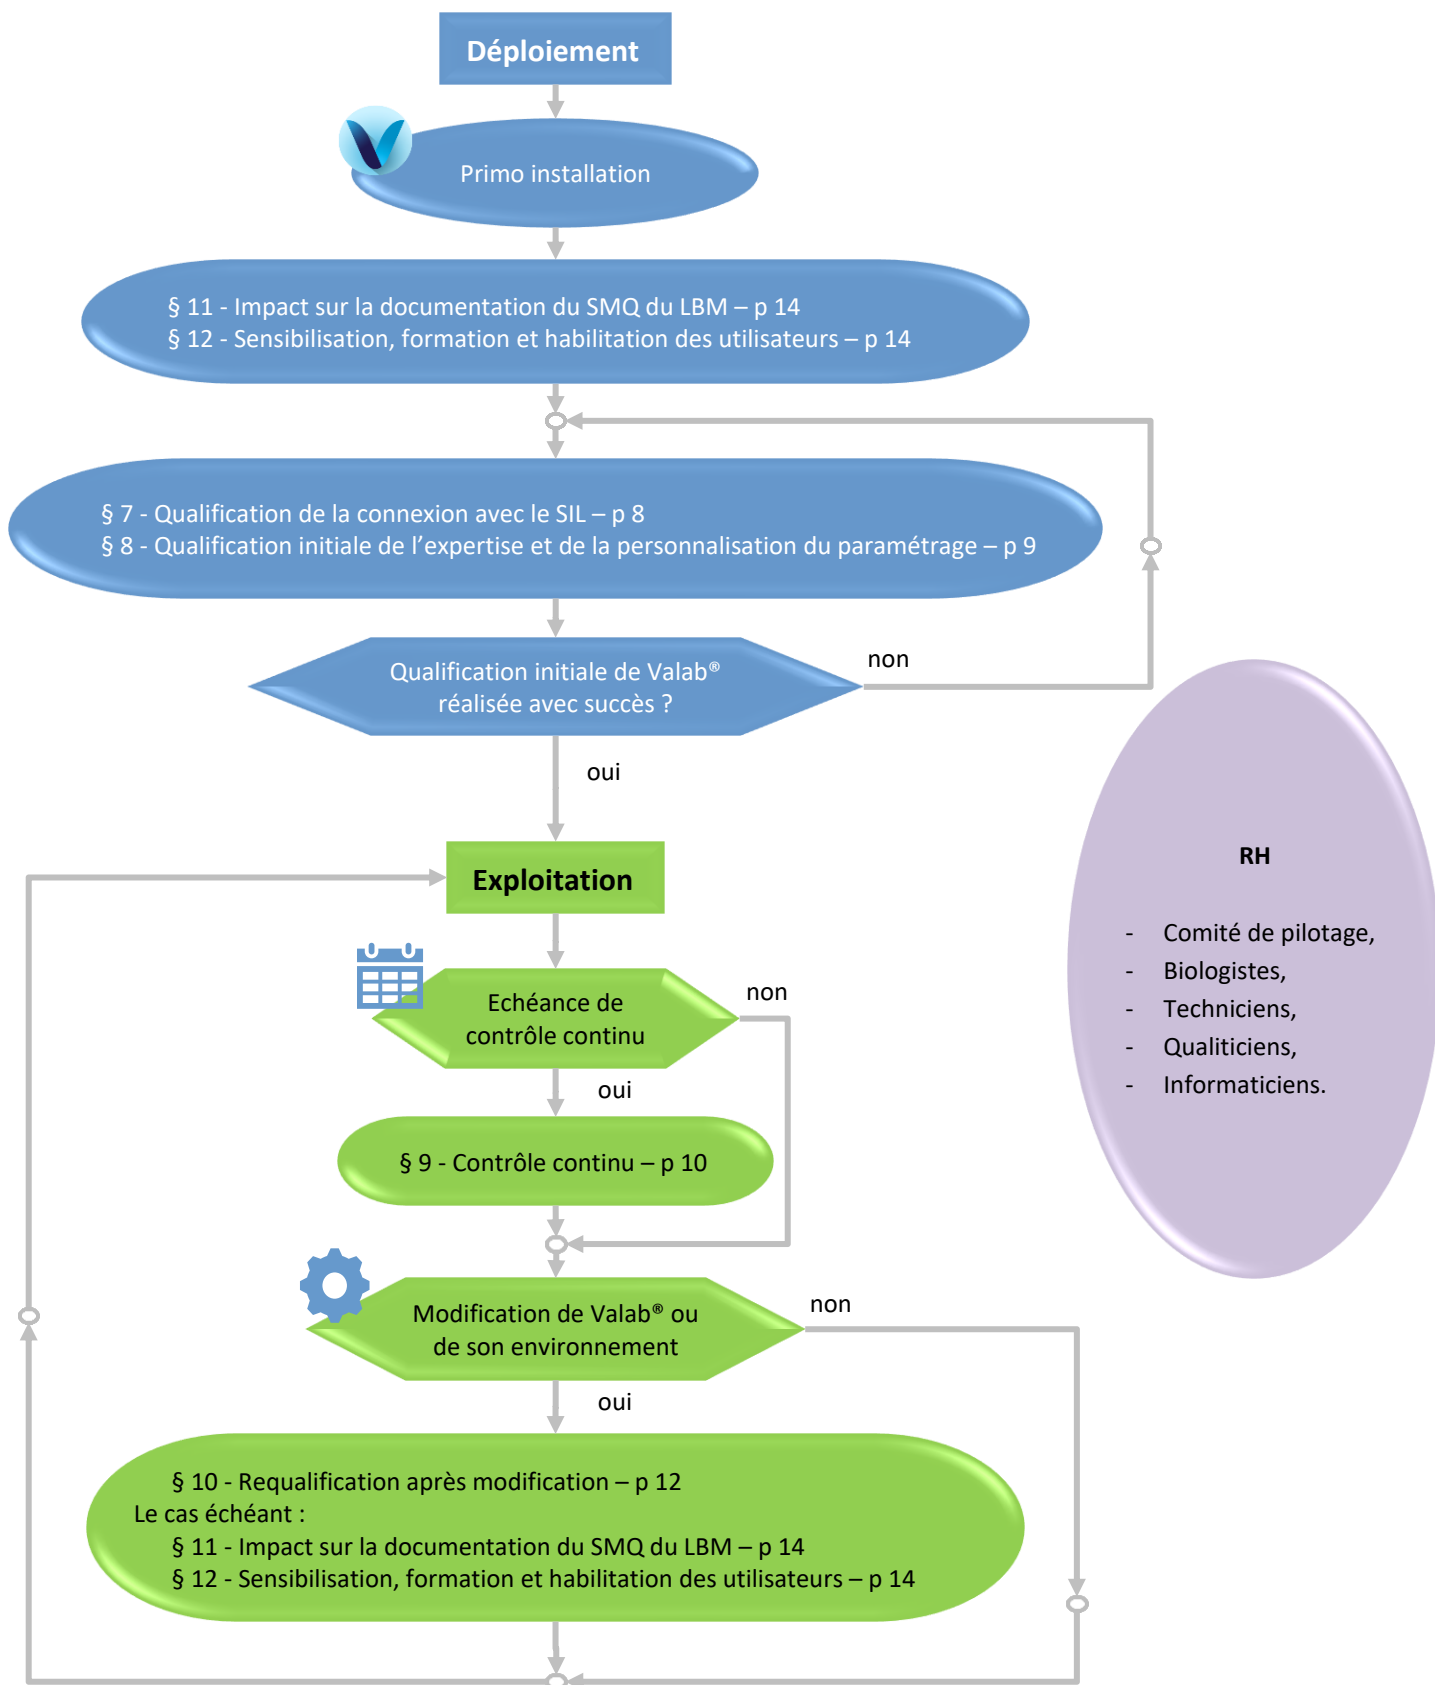 Déploiement
Primo installation
§ 11 - Impact sur la documentation du SMQ du LBM – p 14
§ 12 - Sensibilisation, formation et habilitation des utilisateurs – p 14
§ 7 - Qualification de la connexion avec le SIL – p 8
§ 8 - Qualification initiale de l’expertise et de la personnalisation du paramétrage – p 9
Qualification initiale de Valab®
réalisée avec succès ?
non
oui
Exploitation
Echéance de
contrôle continu
non
oui
§ 9 - Contrôle continu – p 10
Modification de Valab® ou
de son environnement
non
oui
§ 10 - Requalification après modification – p 12
Le cas échéant :
§ 11 - Impact sur la documentation du SMQ du LBM – p 14
§ 12 - Sensibilisation, formation et habilitation des utilisateurs – p 14
RH
- Comité de pilotage,
- Biologistes,
- Techniciens,
- Qualiticiens,
- Informaticiens.